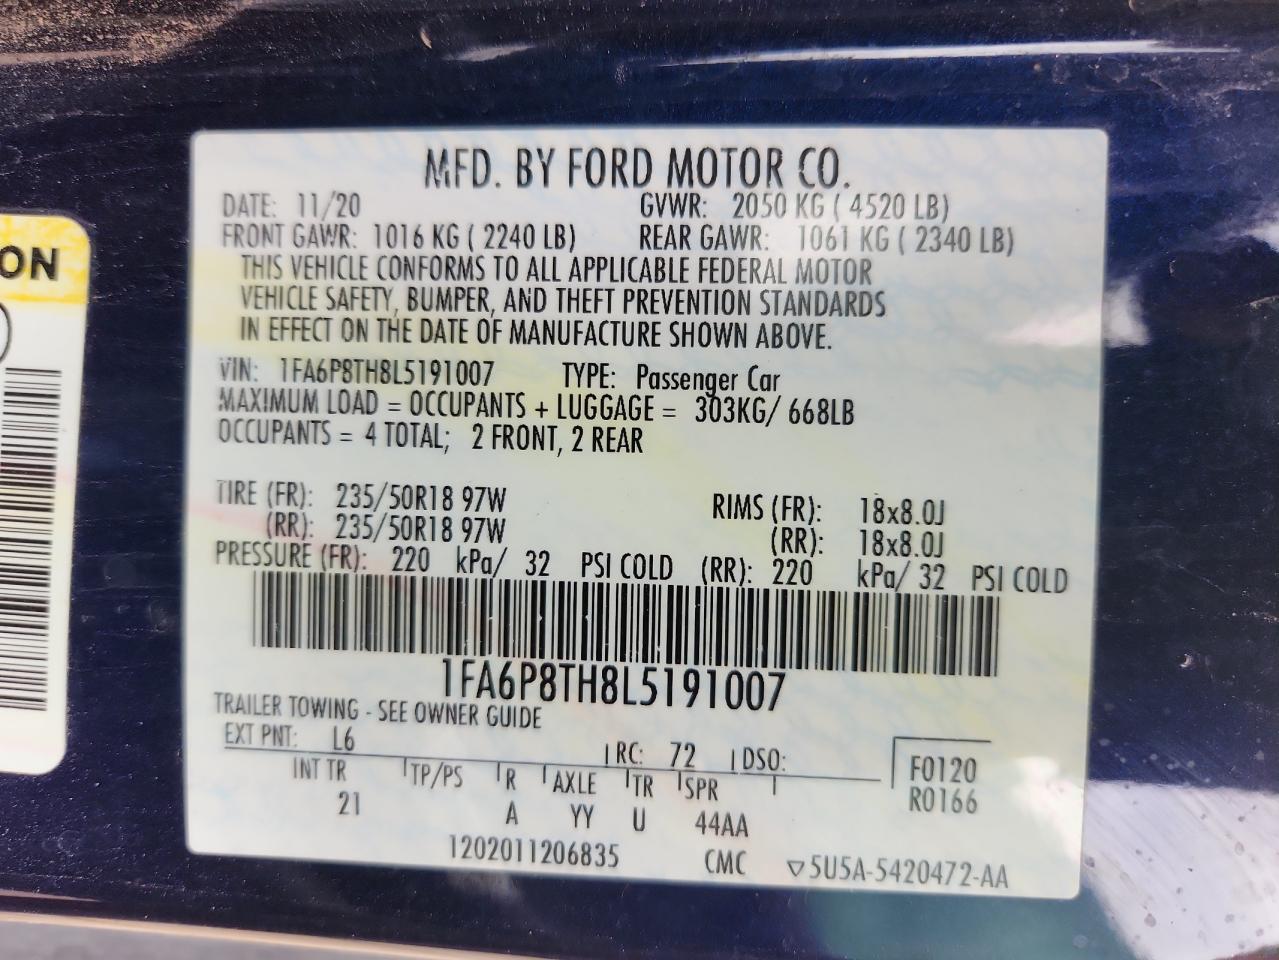 MFD. BY FORD MOTOR CO.
DATE: 11/20 GVWR: 2050 KG ( 4520 LB)
FRONT GAWR: 1016 KG ( 2240 LB) REAR GAWR: 1061 KG ( 2340 LB)
THIS VEHICLE CONFORMS TO ALL APPLICABLE FEDERAL MOTOR
VEHICLE SAFETY, BUMPER, AND THEFT PREVENTION STANDARDS
IN EFFECT ON THE DATE OF MANUFACTURE SHOWN ABOVE.
VIN: 1FA6P8TH8L5191007 TYPE: Passenger Car
MAXIMUM LOAD = OCCUPANTS + LUGGAGE = 303KG/ 668LB
OCCUPANTS = 4 TOTAL; 2 FRONT, 2 REAR
TIRE (FR): 235/50R18 97W RIMS (FR): 18x8.0J
(RR): 235/50R18 97W (RR): 18x8.0J
PRESSURE (FR): 220 kPa/ 32 PSI COLD (RR): 220 kPa/ 32 PSI COLD
1FA6P8TH8L5191007
TRAILER TOWING - SEE OWNER GUIDE
EXT PNT: L6 RC: 72 DSO:
INT TR TP/PS R AXLE TR SPR F0120
21 A YY U 44AA R0166
1202011206835 CMC ▽5U5A-5420472-AA
ON